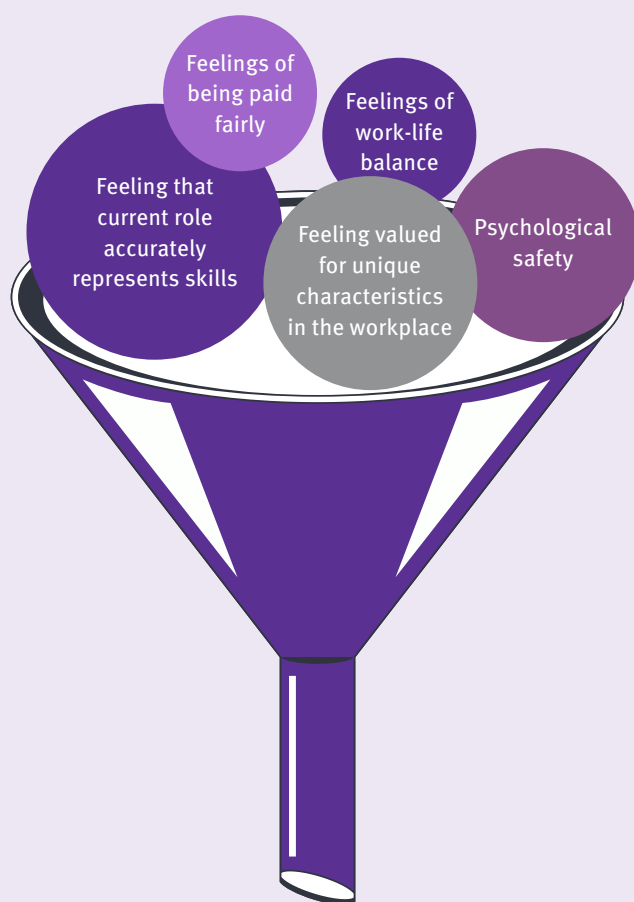 Feelings of
being paid
fairly
Feelings of
work-life
balance
Feeling that
current role
accurately
represents skills
Feeling valued
for unique
characteristics
in the workplace
Psychological
safety